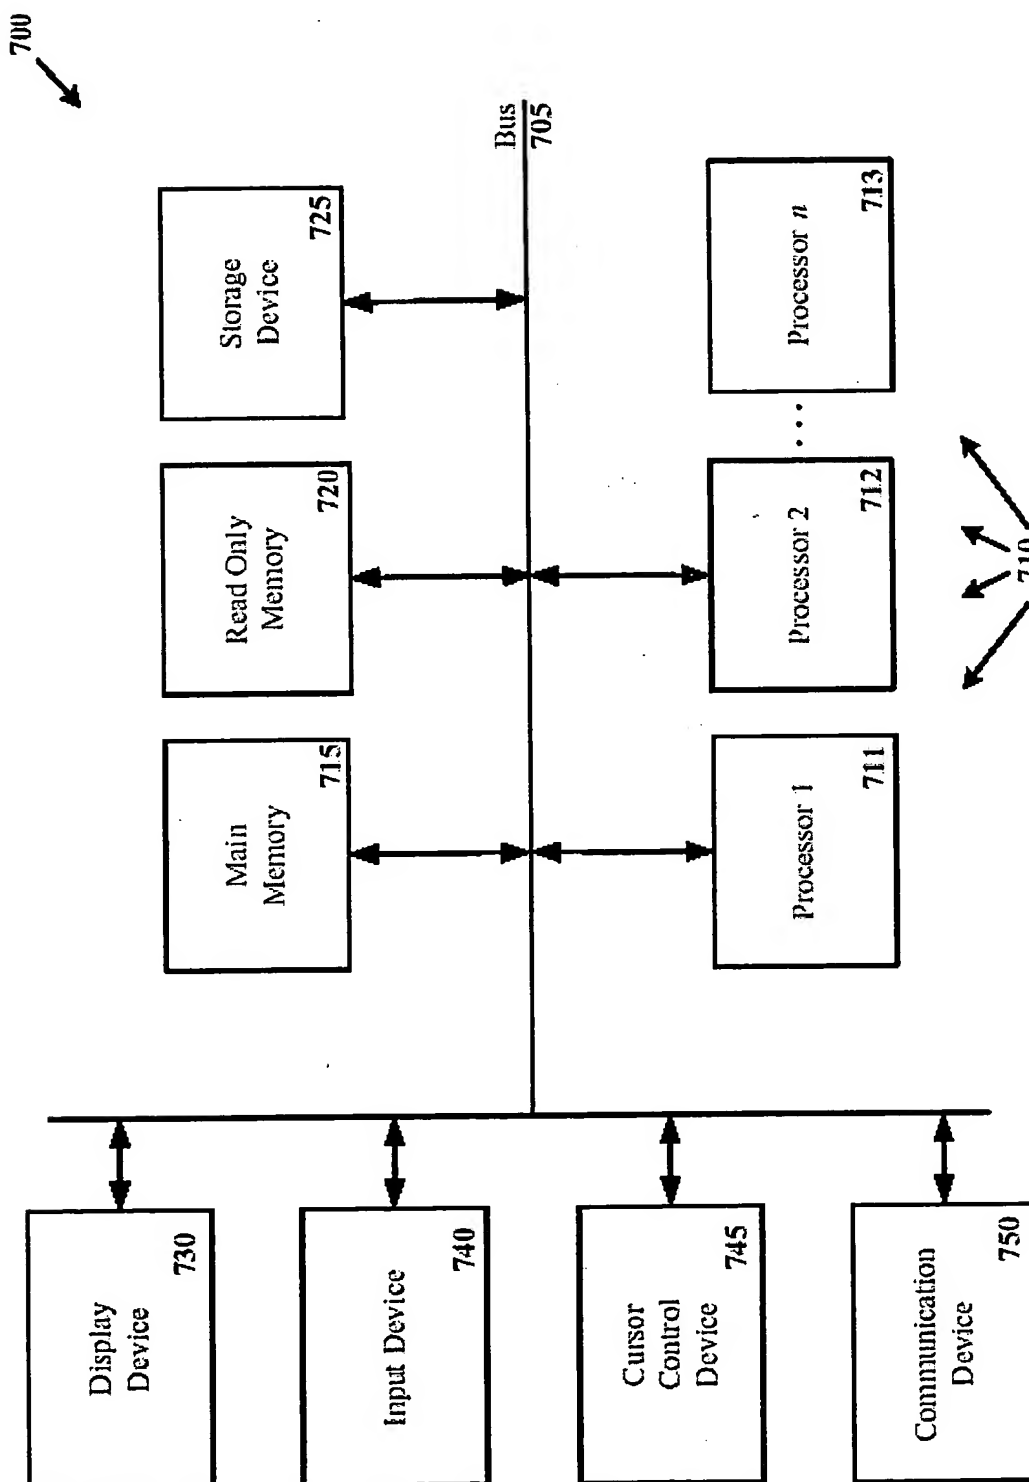 700
Display
Device
730
Main
Memory
715
Read Only
Memory
720
Storage
Device
725
Input Device
740
Bus
705
Cursor
Control
Device
745
Processor 1
711
Processor 2
712
...
Processor n
713
Communication
Device
750
710